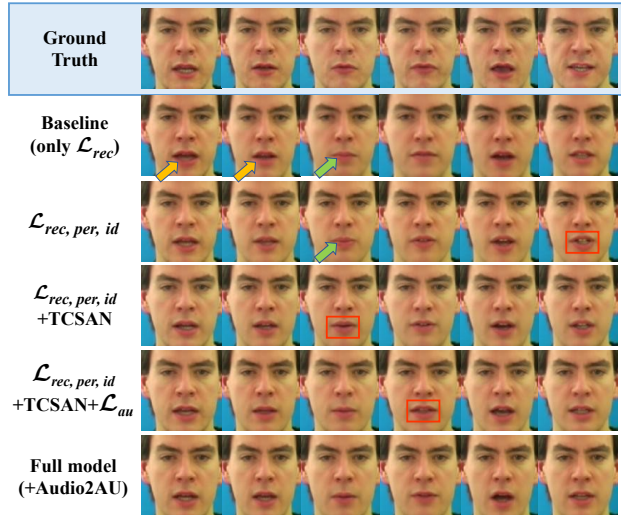 Ground
Truth
Baseline
(only ℒrec)
ℒrec, per, id
ℒrec, per, id
+TCSAN
ℒrec, per, id
+TCSAN+ℒau
Full model
(+Audio2AU)